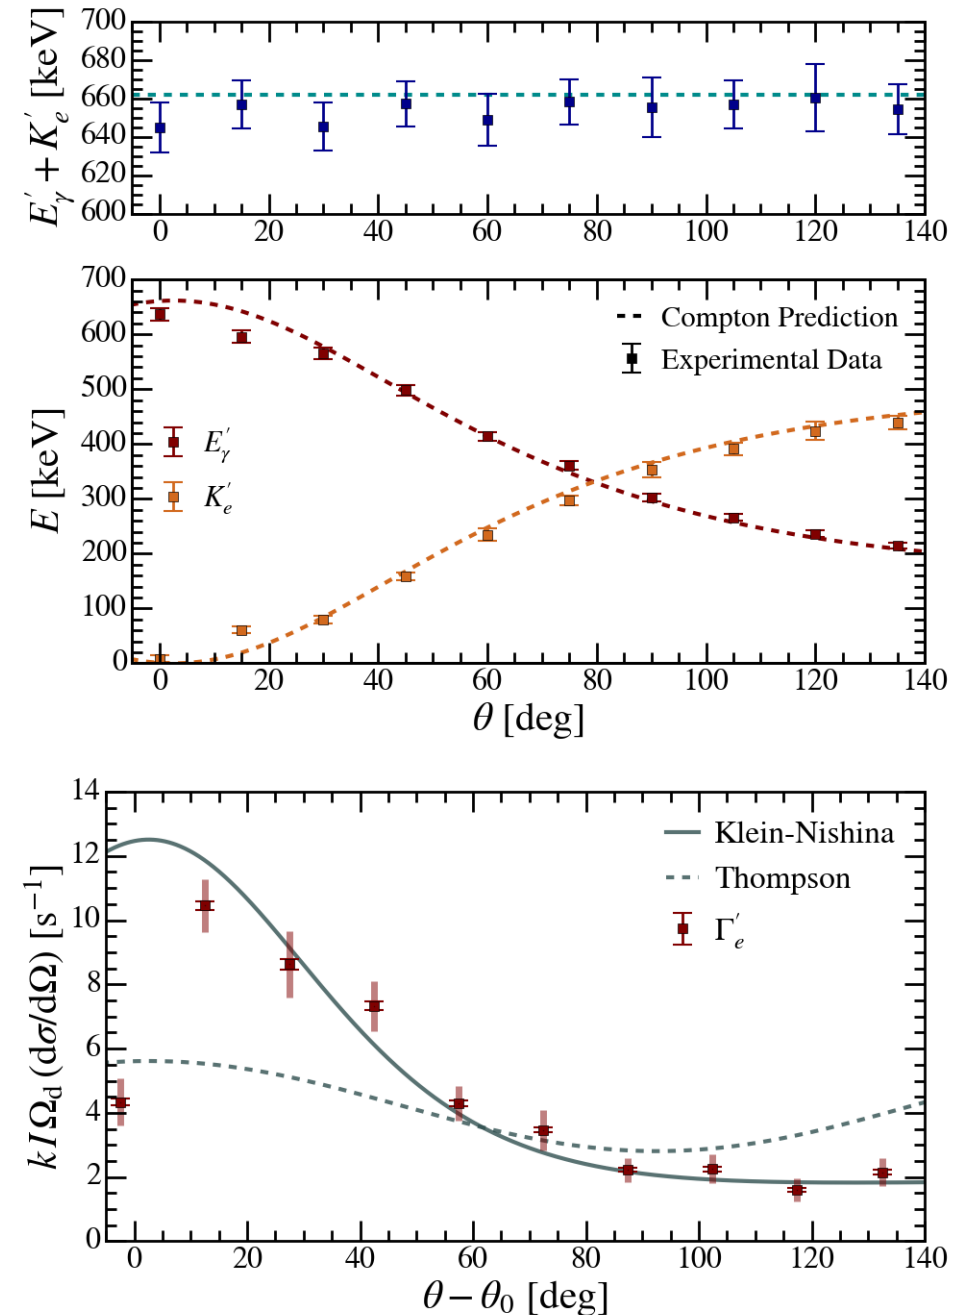 700
680
660
640
620
600
E′γ + K′e [keV]
0 20 40 60 80 100 120 140
700
600
500
400
300
200
100
0
E [keV]
Compton Prediction
Experimental Data
E′γ
K′e
0 20 40 60 80 100 120 140
θ [deg]
14
12
10
8
6
4
2
0
kIΩd (dσ/dΩ) [s⁻¹]
Klein-Nishina
Thompson
Γ′e
0 20 40 60 80 100 120 140
θ − θ0 [deg]